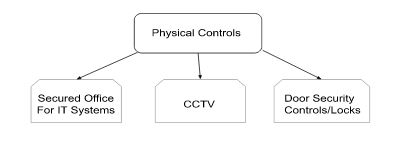 Physical Controls
Secured Office
For IT Systems
CCTV
Door Security
Controls/Locks